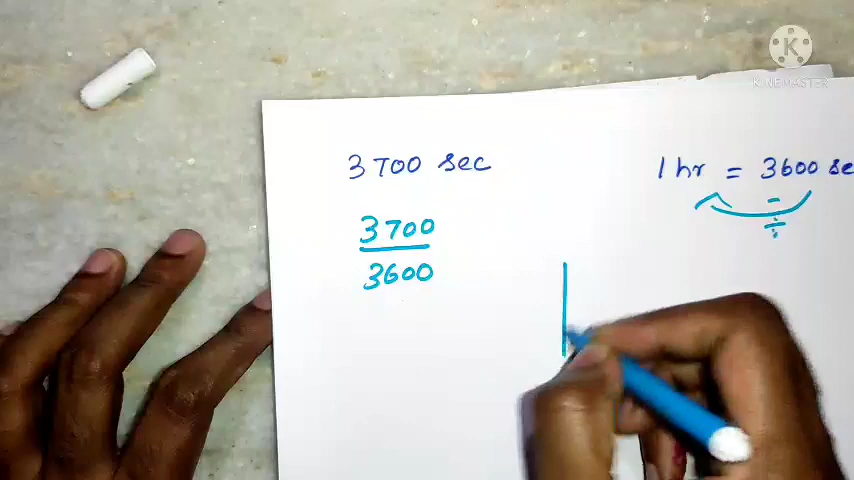 K
KINEMASTER
3700 sec
1 hr = 3600 se
3700
3600
- 
÷